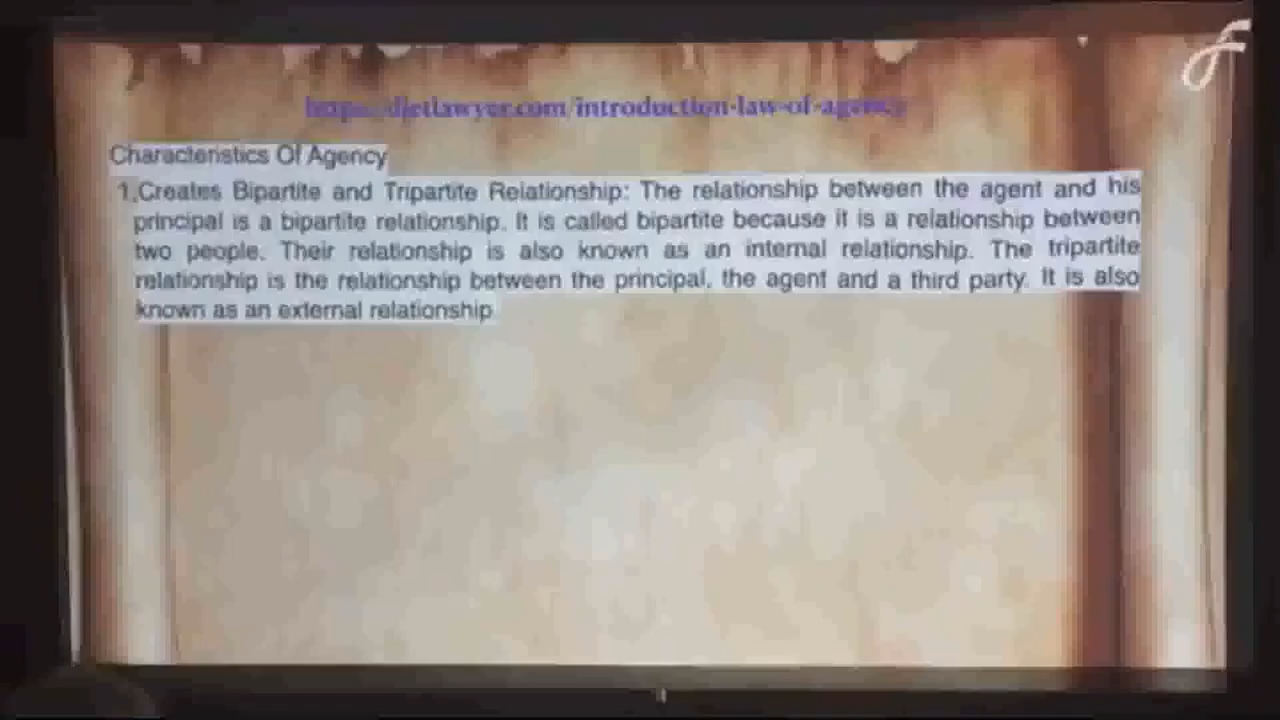 https://djetlawyer.com/introduction-law-of-agency
Characteristics Of Agency
1.Creates Bipartite and Tripartite Relationship: The relationship between the agent and his
principal is a bipartite relationship. It is called bipartite because it is a relationship between
two people. Their relationship is also known as an internal relationship. The tripartite
relationship is the relationship between the principal, the agent and a third party. It is also
known as an external relationship